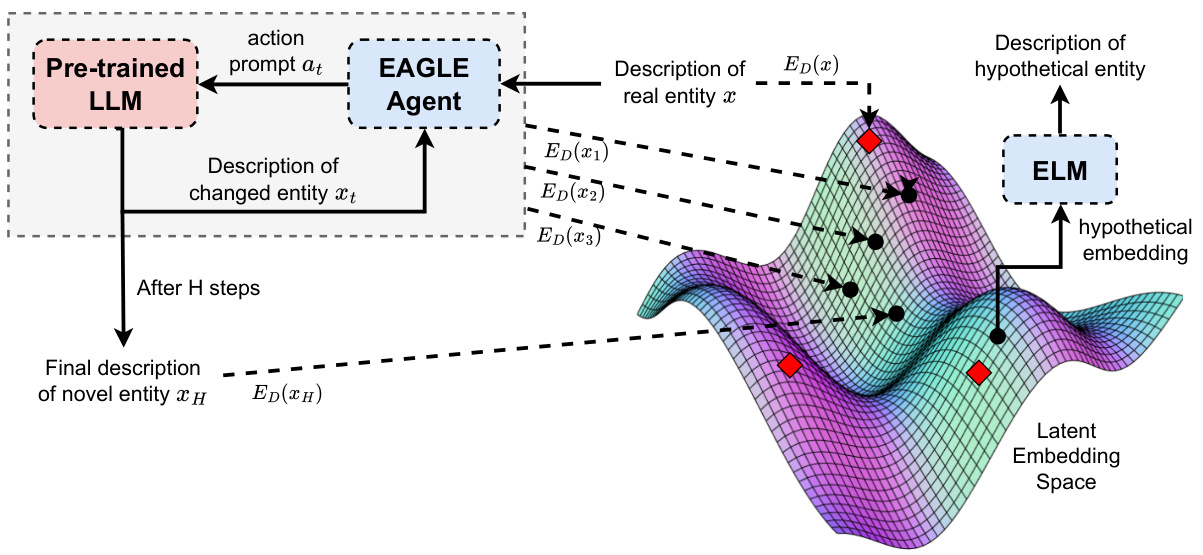 Pre-trained
LLM
action
prompt a_t
EAGLE
Agent
Description of
real entity x
E_D(x)
Description of
hypothetical entity
ELM
hypothetical
embedding
Description of
changed entity x_t
E_D(x_1)
E_D(x_2)
E_D(x_3)
After H steps
Final description
of novel entity x_H
E_D(x_H)
Latent
Embedding
Space